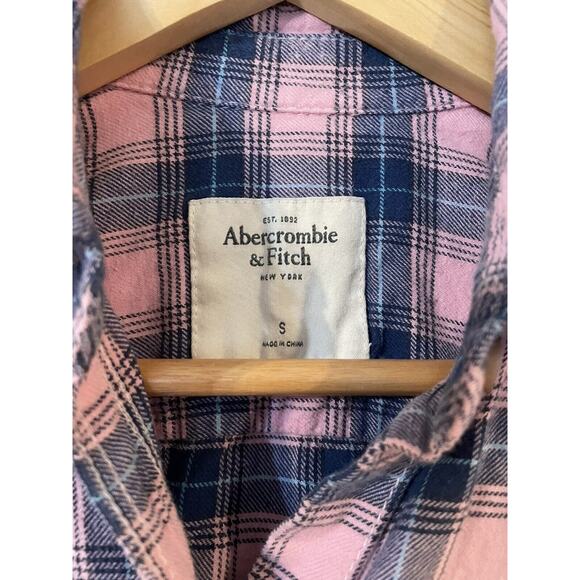 EST. 1892
Abercrombie
& Fitch
NEW YORK
S
MADE IN CHINA